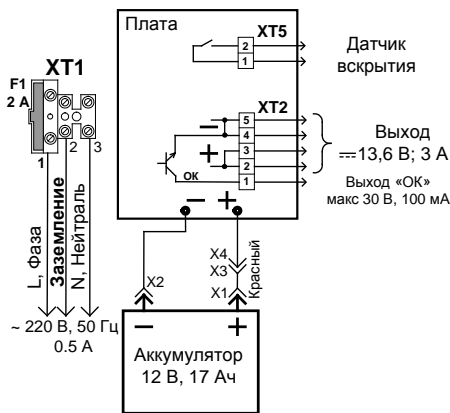 Плата
XT5
2
1
Датчик
вскрытия
XT1
F1
2 А
1
2
3
XT2
–
5
4
+
3
2
ОК
1
Выход
13,6 В; 3 А
Выход «ОК»
макс 30 В, 100 мА
– +
L, Фаза
Заземление
N, Нейтраль
X2
X4
X3
X1
Красный
~ 220 В, 50 Гц
0.5 А
– +
Аккумулятор
12 В, 17 Ач